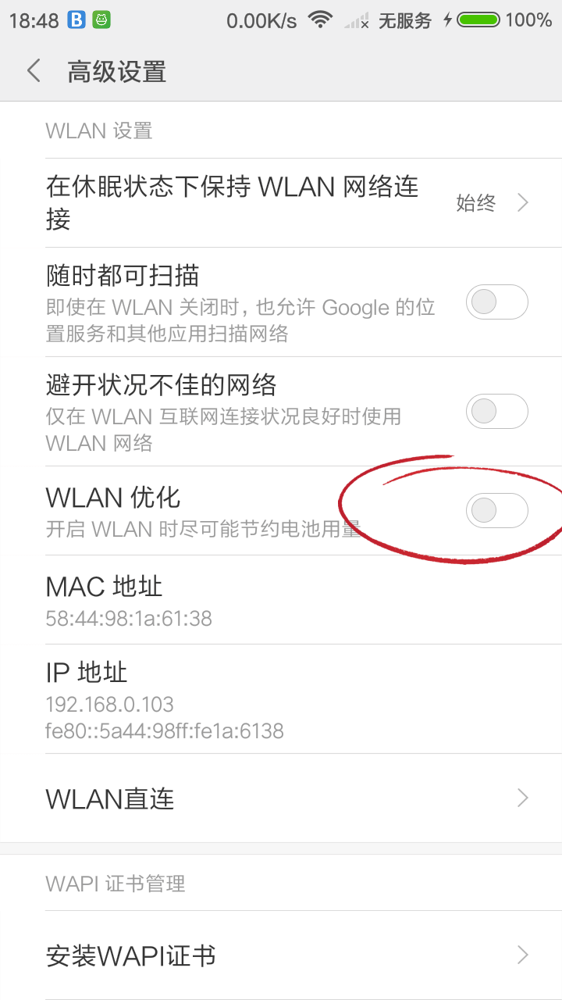 18:48 B 0.00K/s 无服务 100%
高级设置
WLAN 设置
在休眠状态下保持 WLAN 网络连
接
始终
随时都可扫描
即使在 WLAN 关闭时，也允许 Google 的位
置服务和其他应用扫描网络
避开状况不佳的网络
仅在 WLAN 互联网连接状况良好时使用
WLAN 网络
WLAN 优化
开启 WLAN 时尽可能节约电池用量
MAC 地址
58:44:98:1a:61:38
IP 地址
192.168.0.103
fe80::5a44:98ff:fe1a:6138
WLAN直连
WAPI 证书管理
安装WAPI证书